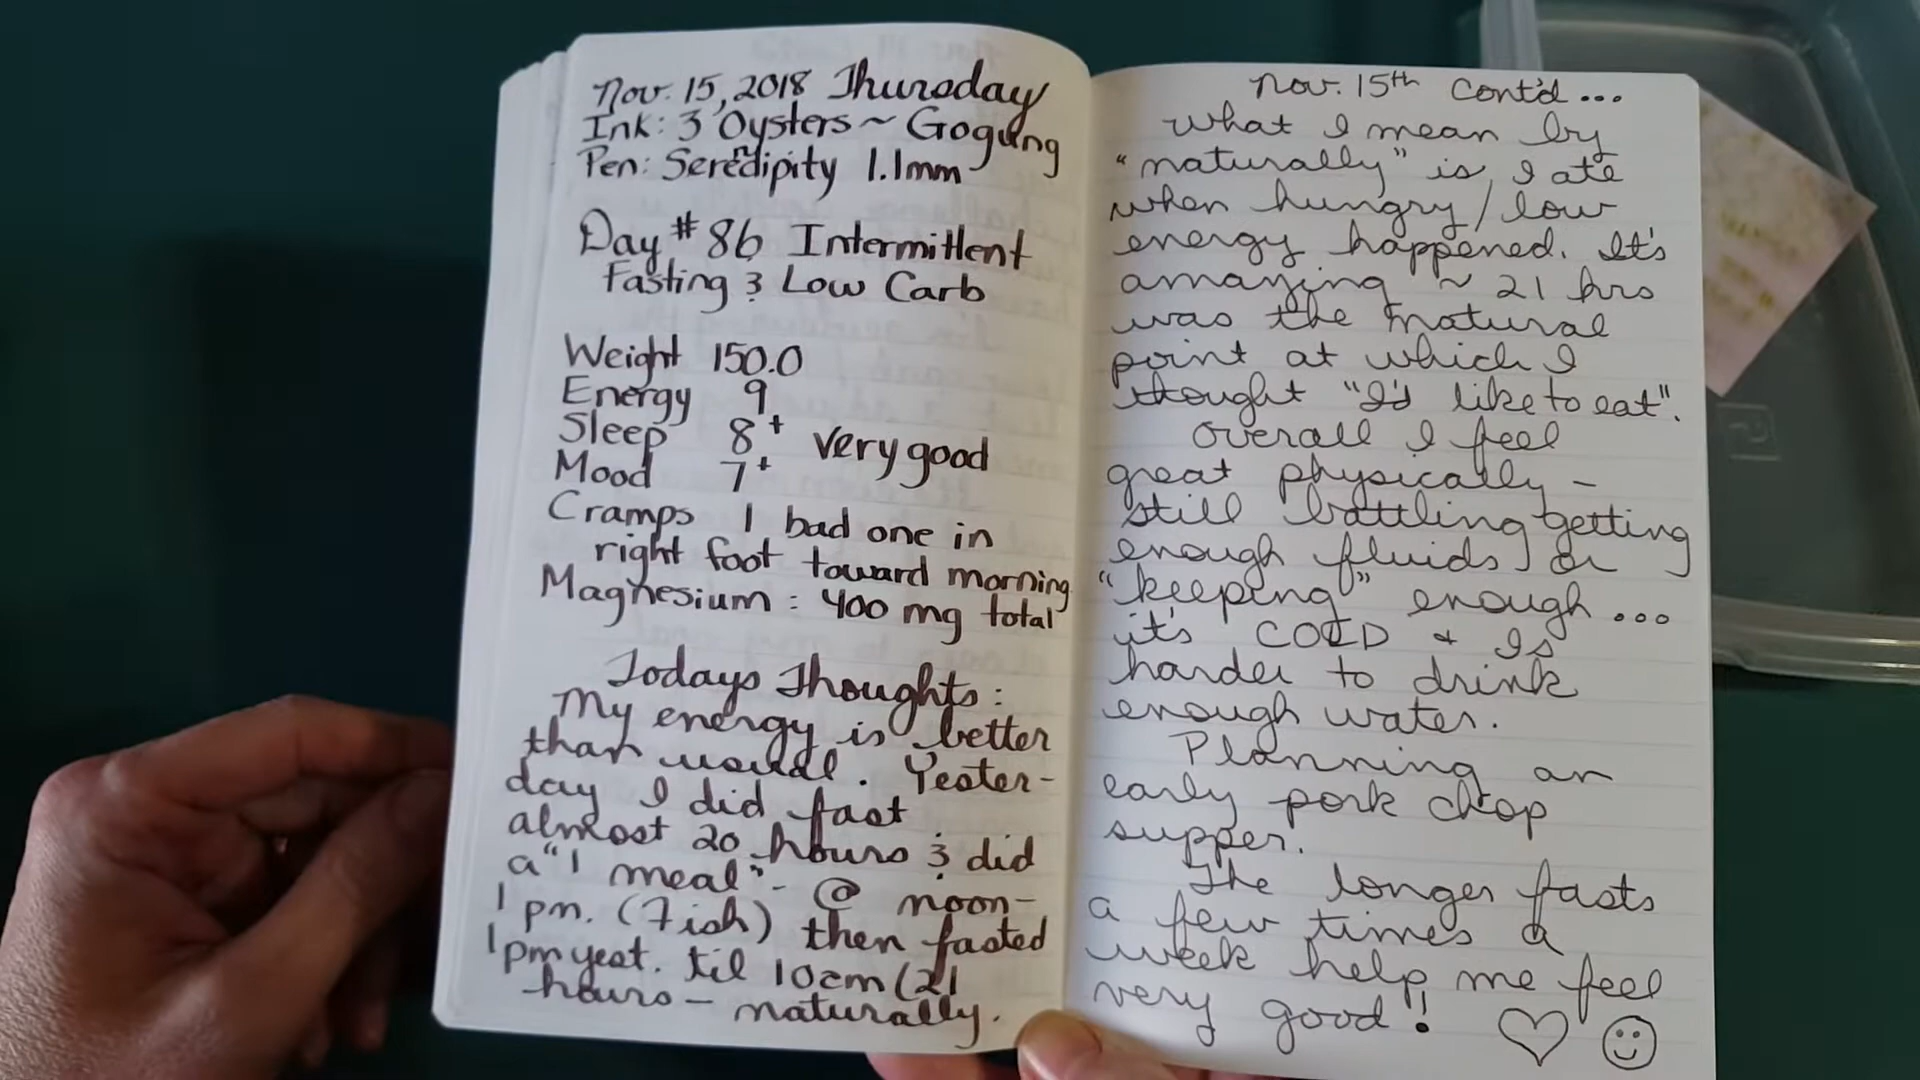 Nov. 15, 2018 Thursday
Ink: 3 Oysters ~ Gogung
Pen: Seredipity 1.1mm
n
Day #86 Intermittent
Fasting & Low Carb
Weight 150.0
Energy 9
Sleep 8+ very good
Mood 7+
Cramps 1 bad one in
right foot toward morning
Magnesium: 400 mg total
Todays Thoughts:
My energy is better
than usual. Yester-
day I did fast
almost 20 hours & did
a "1 meal" - @ noon-
1 pm. (Fish) then fasted
1pm yest. til 10am (21
hours - naturally.
Nov. 15th Cont'd...
What I mean by
"naturally" is I ate
when hungry / low
energy happened. It's
amazing ~ 21 hrs
was the natural
point at which I
thought "I'd like to eat".
Overall I feel
great physically -
still battling getting
enough fluids, or
"keeping" enough...
it's COLD & Is
harder to drink
enough water.
Planning an
early pork chop
supper.
The longer fasts
a few times a
week help me feel
very good!